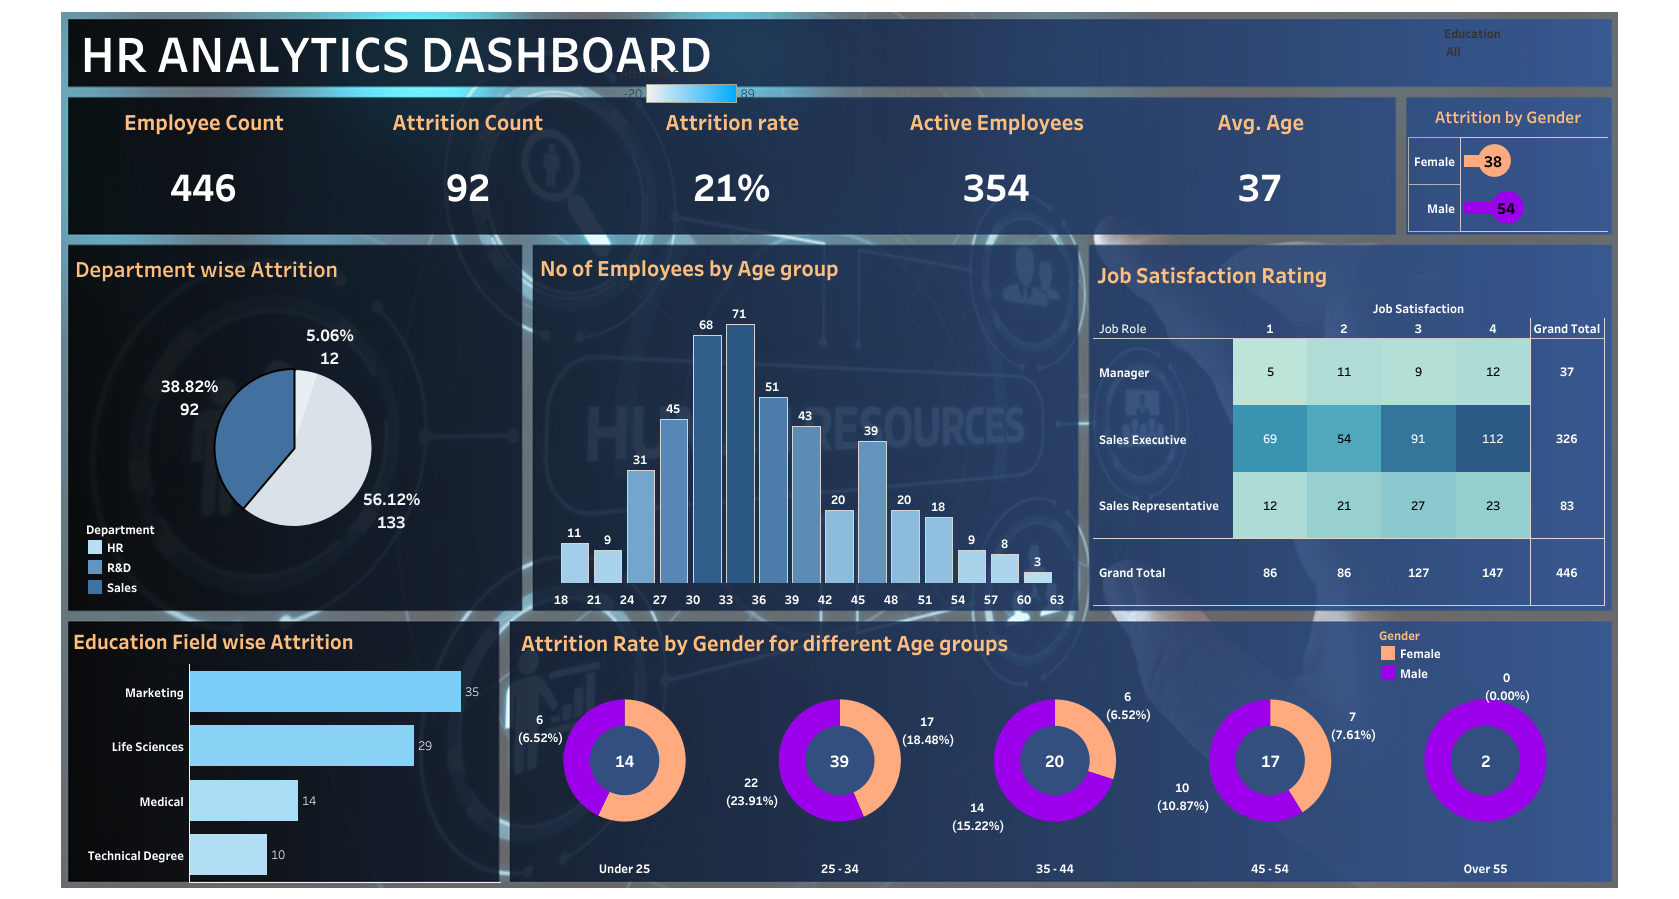 HR ANALYTICS DASHBOARD
Education
All
-20 89
Employee Count Attrition Count Attrition rate Active Employees Avg. Age
446 92 21% 354 37
Attrition by Gender
Female 38
Male 54
Department wise Attrition
5.06%
12
38.82%
92
56.12%
133
Department
HR
R&D
Sales
No of Employees by Age group
11 9 31 45 68 71 51 43 20 39 20 18 9 8 3
18 21 24 27 30 33 36 39 42 45 48 51 54 57 60 63
HUMAN RESOURCES
Job Satisfaction Rating
Job Satisfaction
Job Role 1 2 3 4 Grand Total
Manager 5 11 9 12 37
Sales Executive 69 54 91 112 326
Sales Representative 12 21 27 23 83
Grand Total 86 86 127 147 446
Education Field wise Attrition
Marketing 35
Life Sciences 29
Medical 14
Technical Degree 10
Attrition Rate by Gender for different Age groups
Gender
Female
Male
6
(6.52%)
14
Under 25
17
(18.48%)
39
22
(23.91%)
25 - 34
6
(6.52%)
20
14
(15.22%)
35 - 44
7
(7.61%)
17
10
(10.87%)
45 - 54
0
(0.00%)
2
Over 55